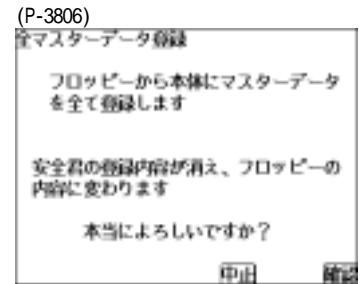 (P-3806)
全マスターデータ登録
フロッピーから本体にマスターデータ
を全て登録します
安全君の登録内容が消え、フロッピーの
内容に変わります
本当によろしいですか？
中止 確認